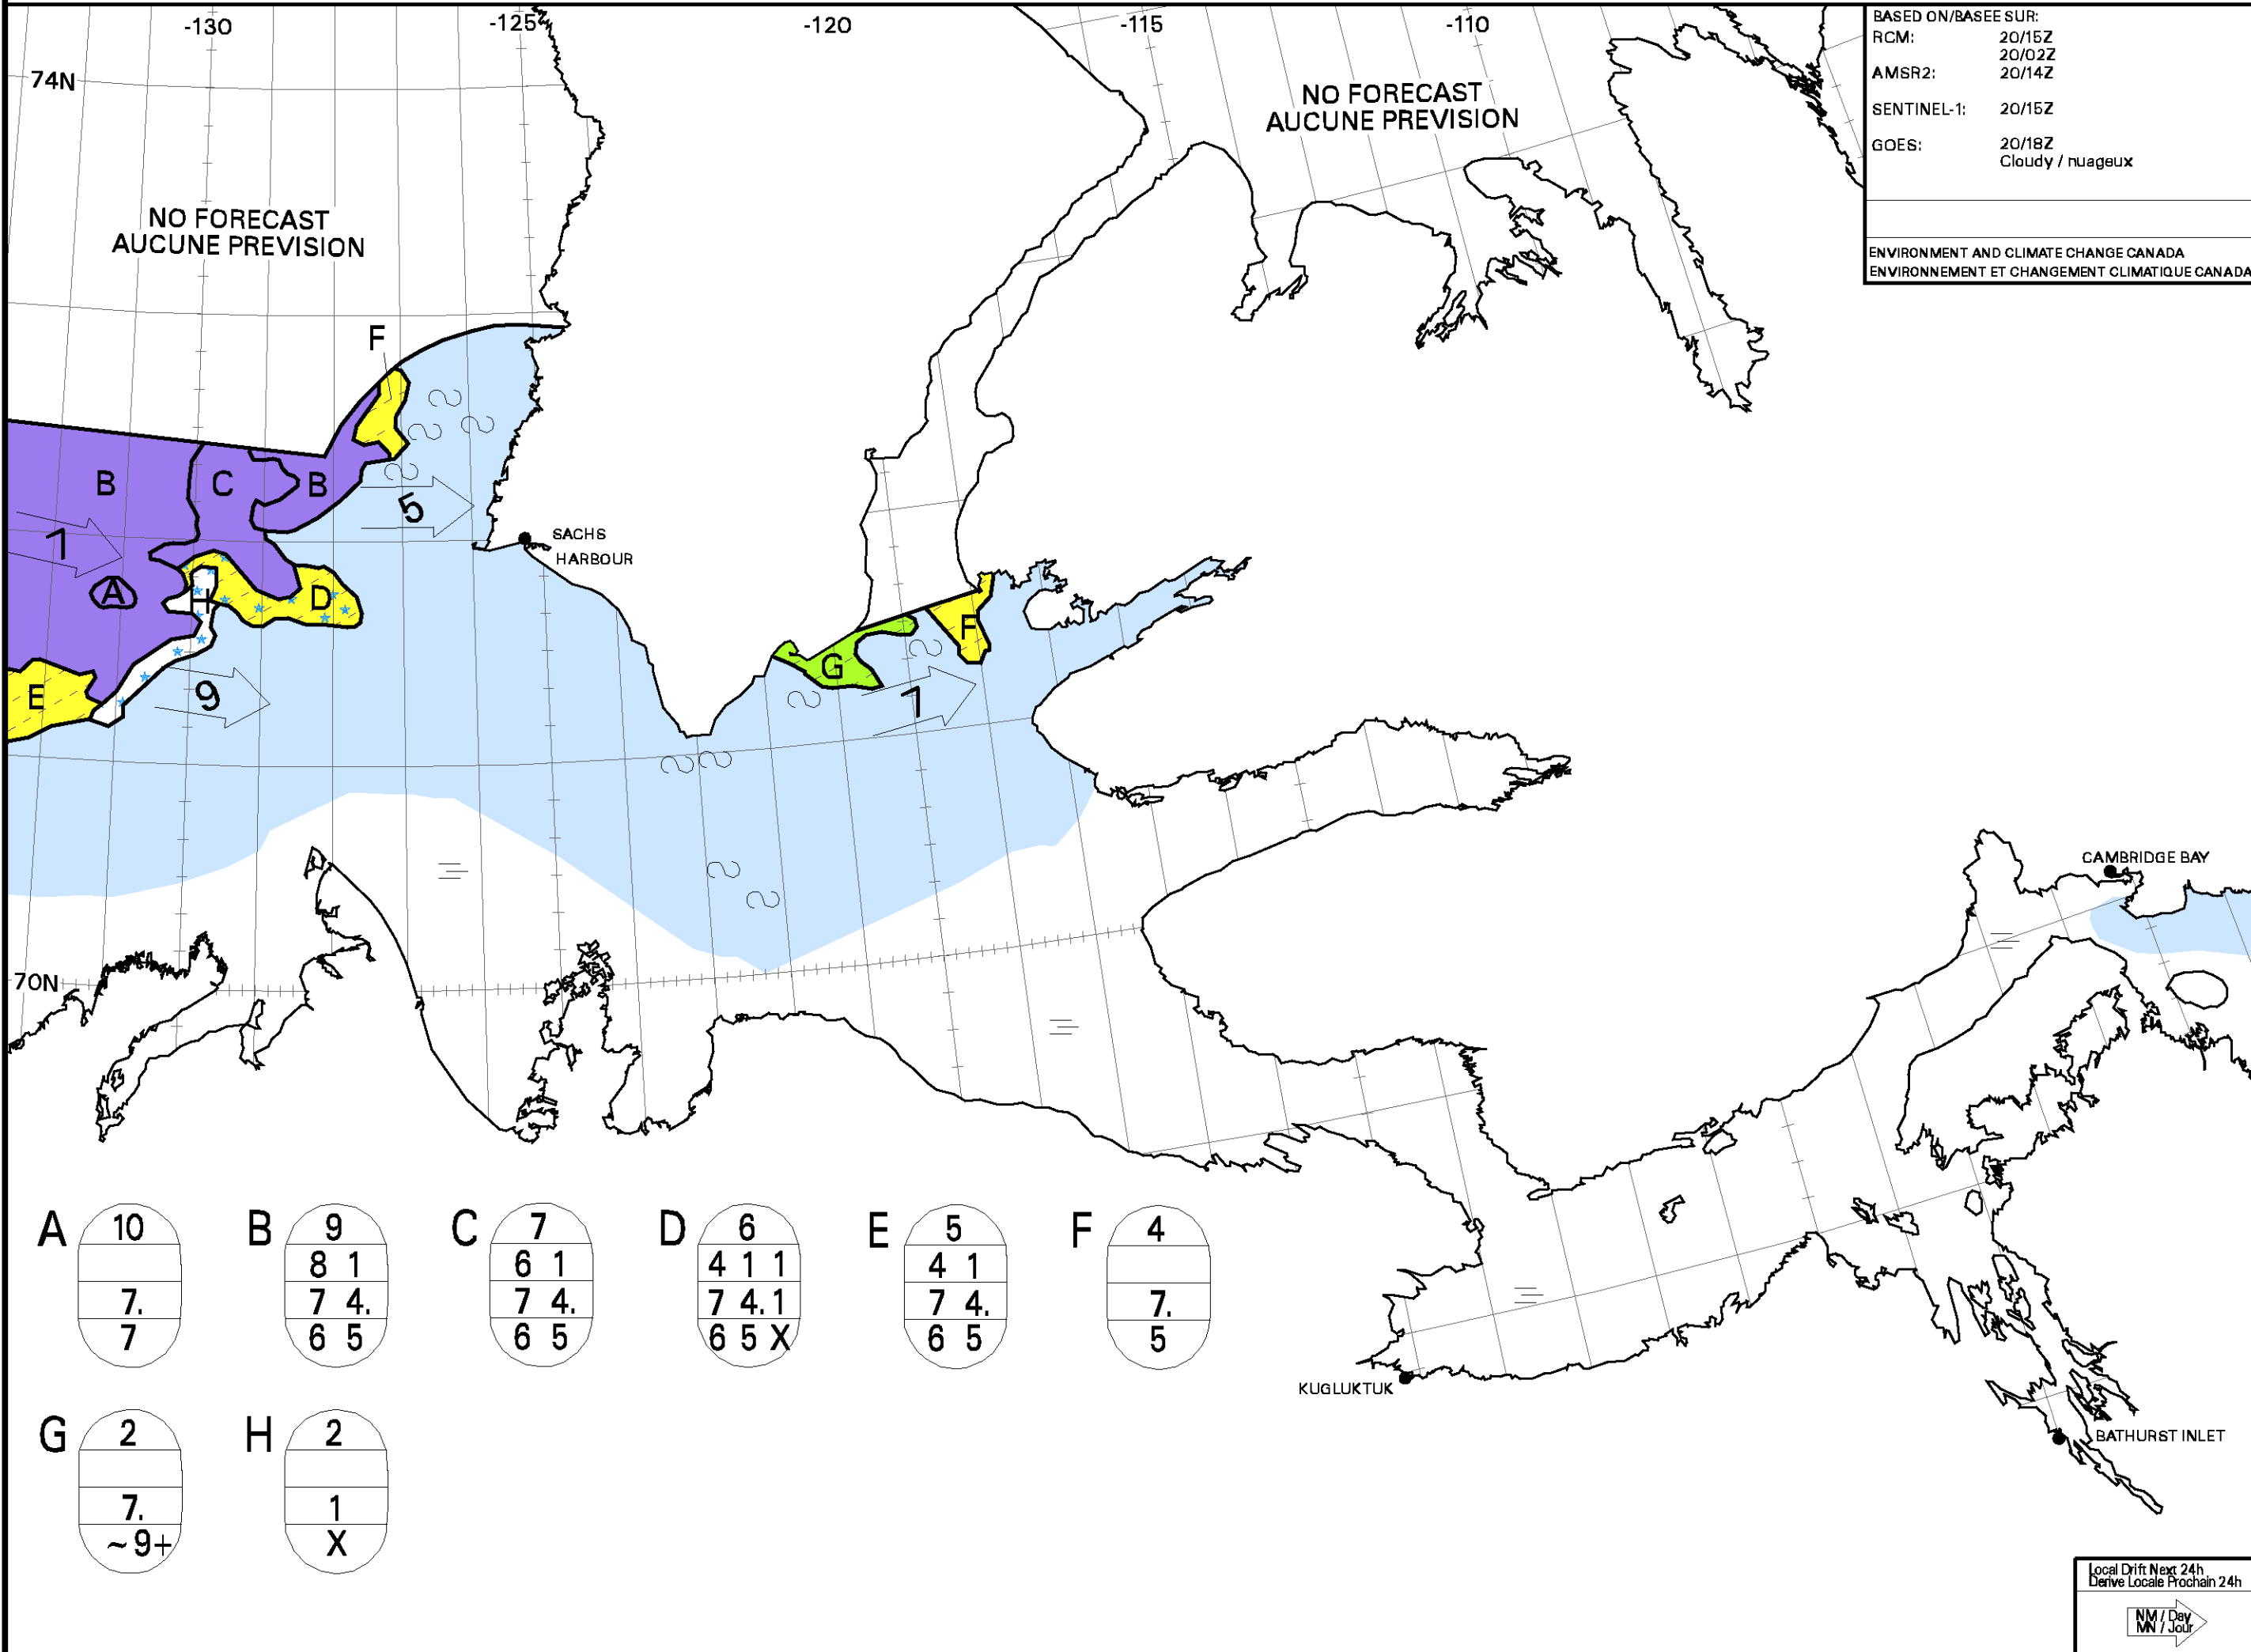 -130
-125
-120
-115
-110
74N
BASED ON/BASEE SUR:
RCM: 20/15Z
20/02Z
AMSR2: 20/14Z
SENTINEL-1: 20/15Z
GOES: 20/18Z
Cloudy / nuageux
ENVIRONMENT AND CLIMATE CHANGE CANADA
ENVIRONNEMENT ET CHANGEMENT CLIMATIQUE CANADA
NO FORECAST
AUCUNE PREVISION
NO FORECAST
AUCUNE PREVISION
F
B
C
B
5
7
SACHS
HARBOUR
A
H
D
F
G
E
9
7
CAMBRIDGE BAY
70N
KUGLUKTUK
BATHURST INLET
A
10
7.
7
B
9
8 1
7 4.
6 5
C
7
6 1
7 4.
6 5
D
6
4 1 1
7 4. 1
6 5 X
E
5
4 1
7 4.
6 5
F
4
7.
5
G
2
7.
~9+
H
2
1
X
Local Drift Next 24h
Derive Locale Prochain 24h
NM / Day
MN / Jour